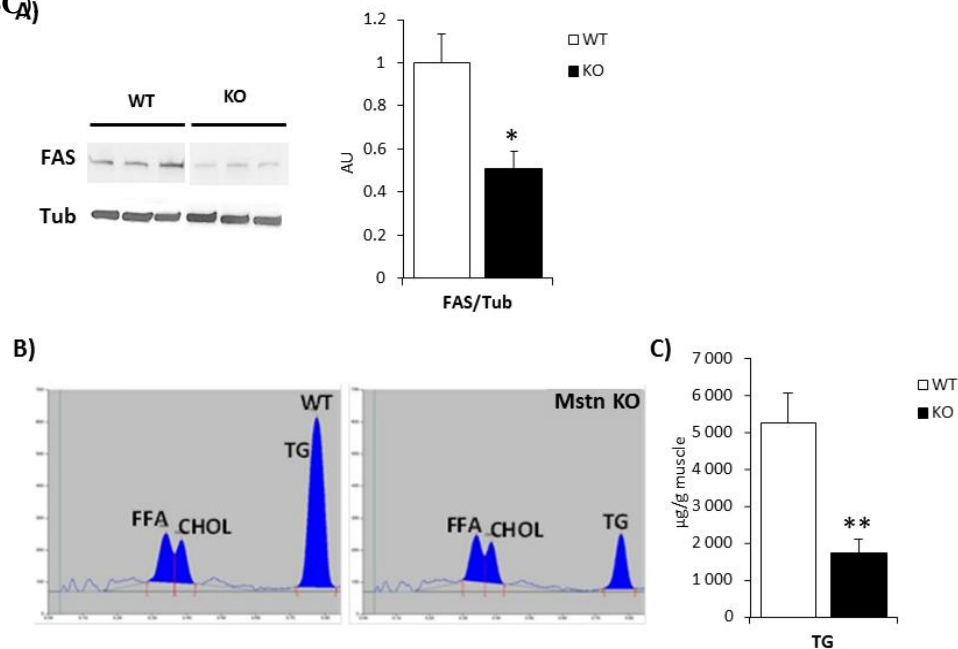 A)
WT KO
FAS
Tub
1.2
1
0.8
0.6
0.4
0.2
0
AU
*
FAS/Tub
WT
KO
B)
WT
TG
FFA CHOL
Mstn KO
FFA CHOL
TG
C)
7 000
6 000
5 000
4 000
3 000
2 000
1 000
0
µg/g muscle
**
TG
WT
KO